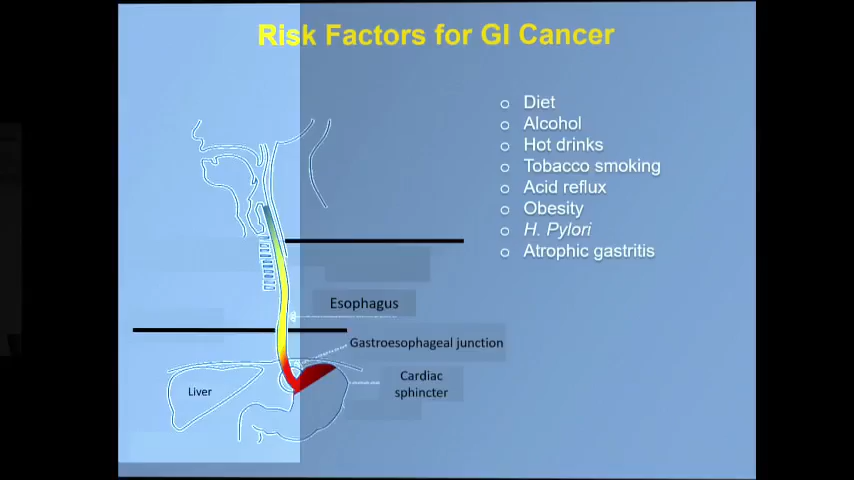 Risk Factors for GI Cancer
Diet
Alcohol
Hot drinks
Tobacco smoking
Acid reflux
Obesity
H. Pylori
Atrophic gastritis
Esophagus
Gastroesophageal junction
Cardiac
sphincter
Liver